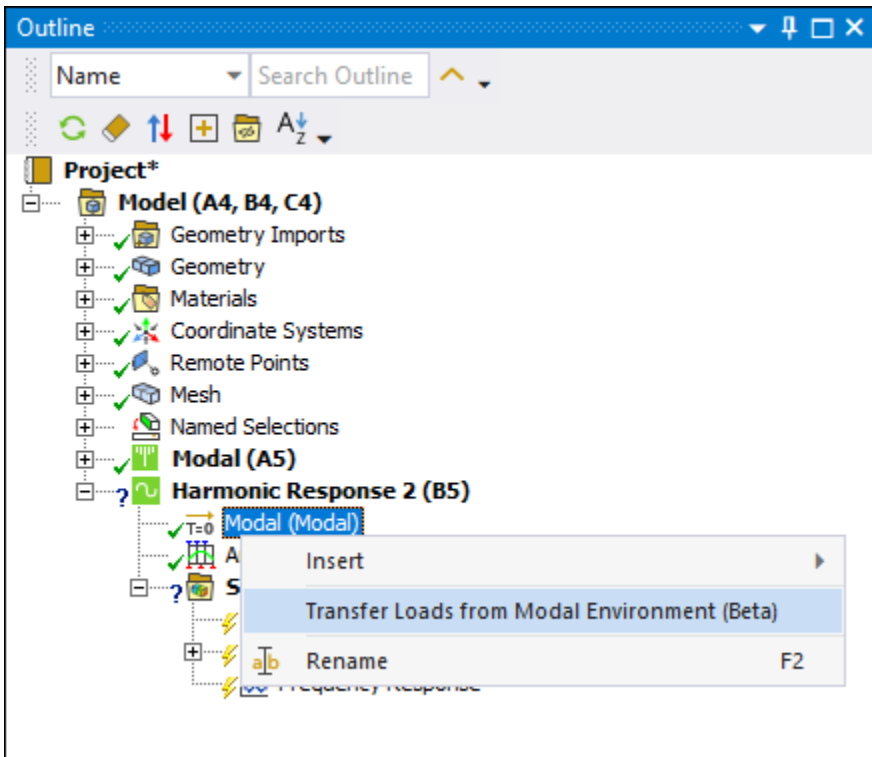 Outline
Name Search Outline
Project*
Model (A4, B4, C4)
Geometry Imports
Geometry
Materials
Coordinate Systems
Remote Points
Mesh
Named Selections
Modal (A5)
Harmonic Response 2 (B5)
T=0 Modal (Modal)
A
Insert
S
Transfer Loads from Modal Environment (Beta)
Rename F2
Frequency Response